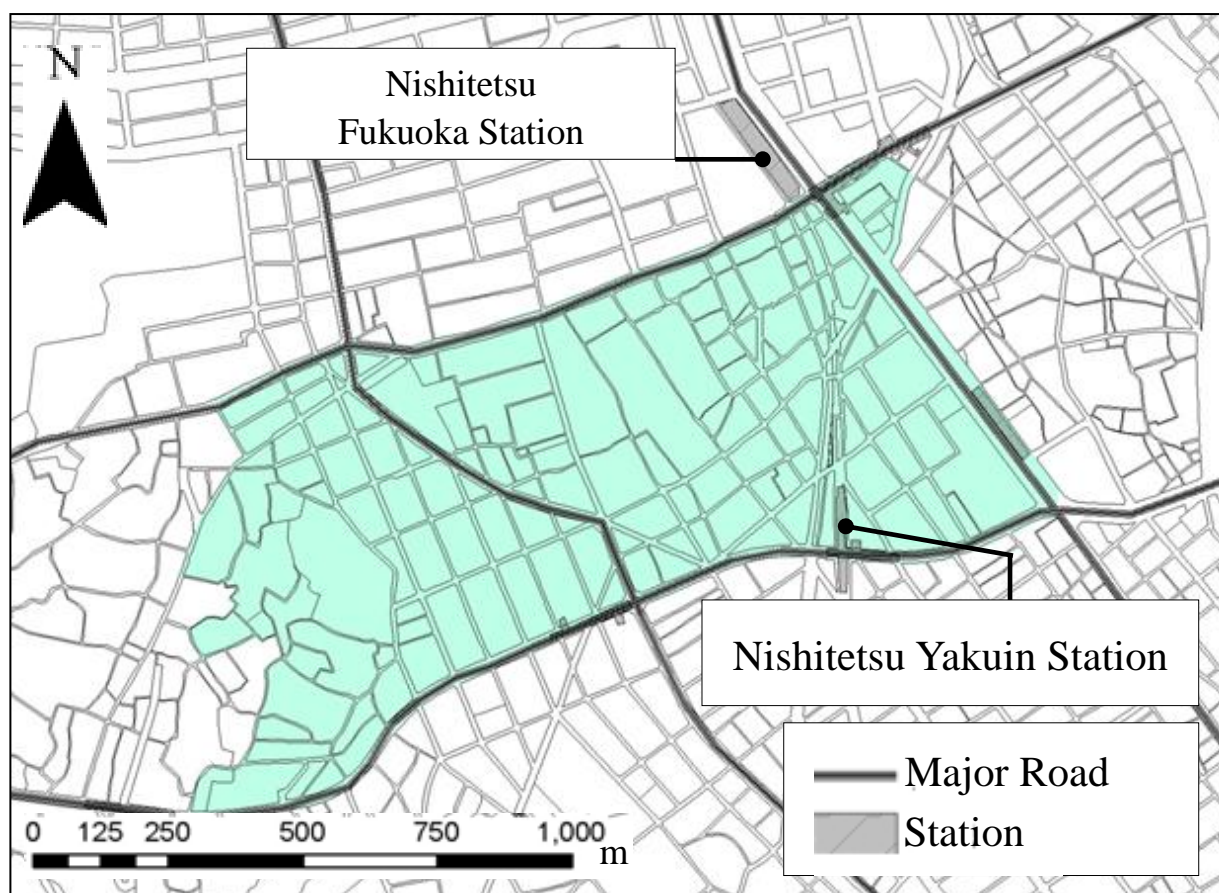 N
Nishitetsu
Fukuoka Station
Nishitetsu Yakuin Station
Major Road
Station
0 125 250 500 750 1,000
m